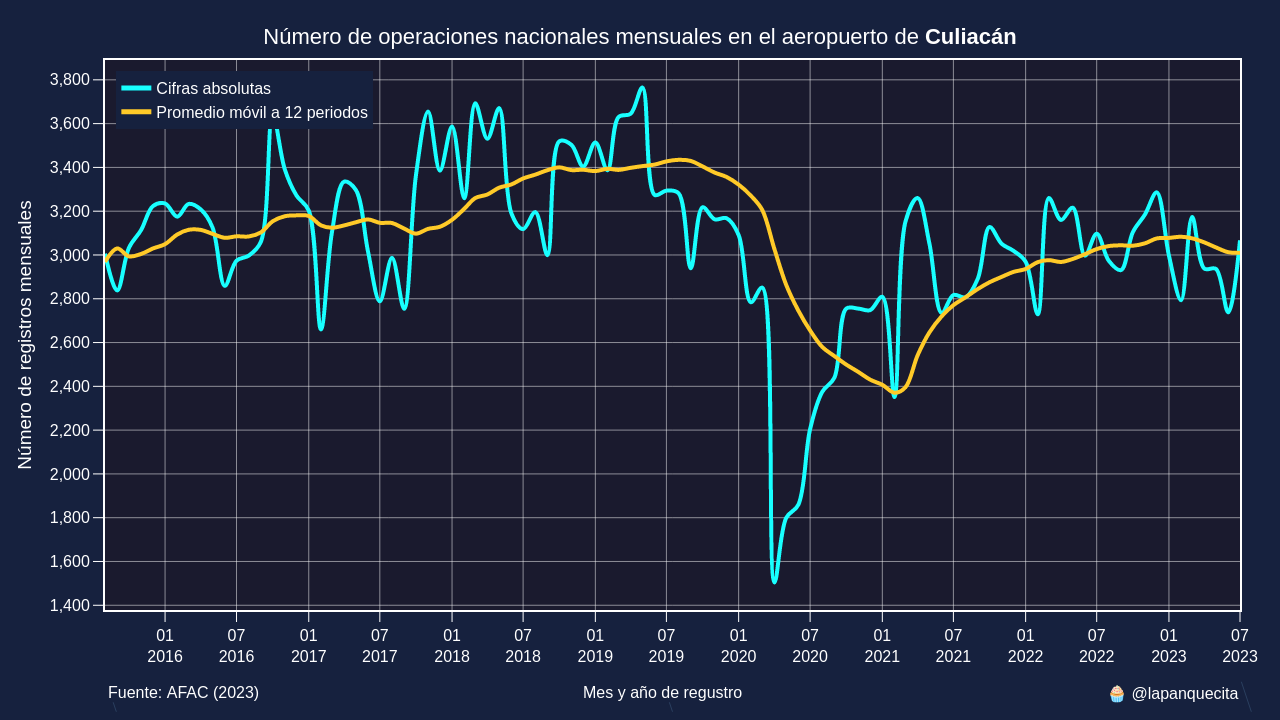 Número de operaciones nacionales mensuales en el aeropuerto de Culiacán
Cifras absolutas
Promedio móvil a 12 periodos
Número de registros mensuales
3,800
3,600
3,400
3,200
3,000
2,800
2,600
2,400
2,200
2,000
1,800
1,600
1,400
01 07 01 07 01 07 01 07 01 07 01 07 01 07 01 07
2016 2016 2017 2017 2018 2018 2019 2019 2020 2020 2021 2021 2022 2022 2023 2023
Fuente: AFAC (2023)
Mes y año de regustro
🧁 @lapanquecita